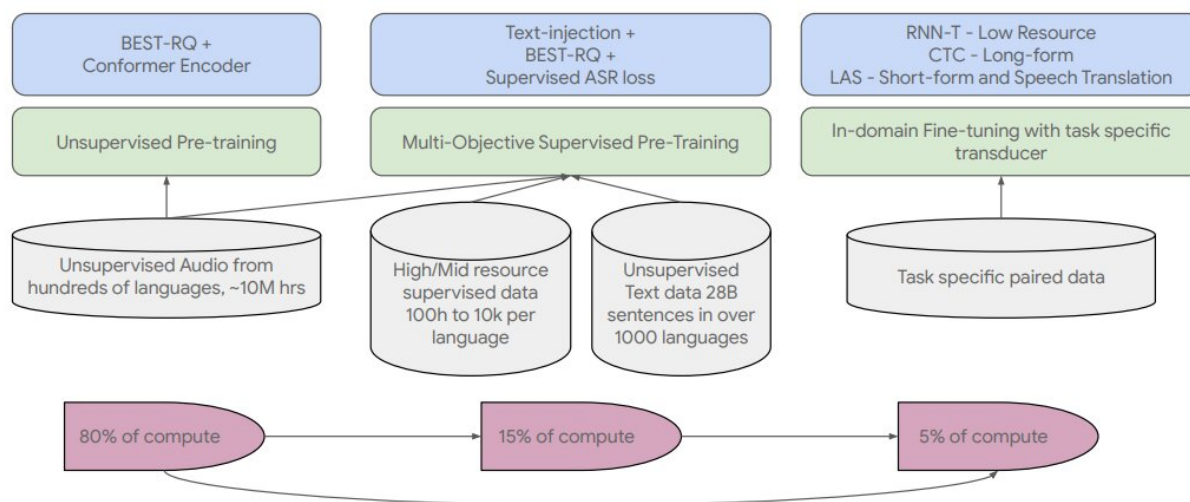 BEST-RQ +
Conformer Encoder
Text-injection +
BEST-RQ +
Supervised ASR loss
RNN-T - Low Resource
CTC - Long-form
LAS - Short-form and Speech Translation
Unsupervised Pre-training
Multi-Objective Supervised Pre-Training
In-domain Fine-tuning with task specific
transducer
Unsupervised Audio from
hundreds of languages, ~10M hrs
High/Mid resource
supervised data
100h to 10k per
language
Unsupervised
Text data 28B
sentences in over
1000 languages
Task specific paired data
80% of compute
15% of compute
5% of compute